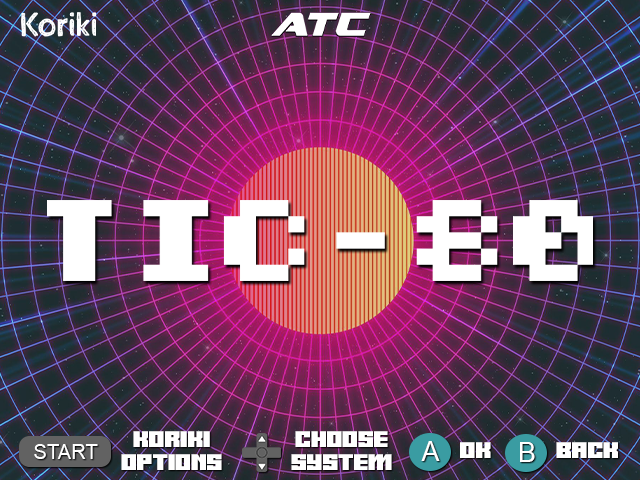 Koriki
ATC
TIC-80
START
KORIKI
OPTIONS
CHOOSE
SYSTEM
A
OK
B
BACK